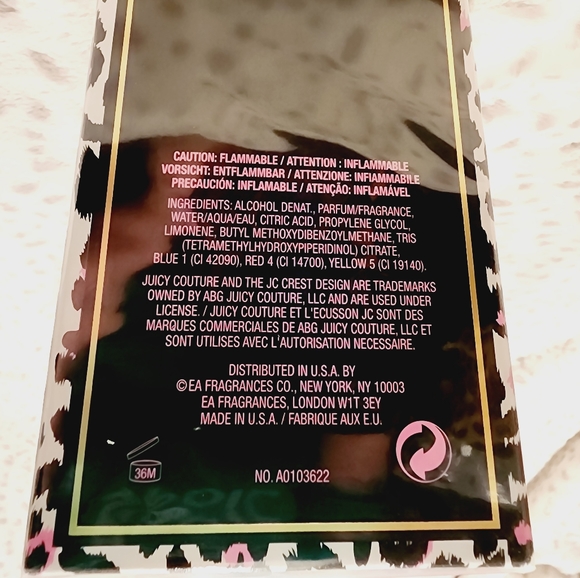 CAUTION: FLAMMABLE / ATTENTION : INFLAMMABLE
VORSICHT: ENTFLAMMBAR / ATTENZIONE: INFIAMMABILE
PRECAUCIÓN: INFLAMABLE / ATENÇÃO: INFLAMÁVEL
INGREDIENTS: ALCOHOL DENAT., PARFUM/FRAGRANCE,
WATER/AQUA/EAU, CITRIC ACID, PROPYLENE GLYCOL,
LIMONENE, BUTYL METHOXYDIBENZOYLMETHANE, TRIS
(TETRAMETHYLHYDROXYPIPERIDINOL) CITRATE,
BLUE 1 (CI 42090), RED 4 (CI 14700), YELLOW 5 (CI 19140).
JUICY COUTURE AND THE JC CREST DESIGN ARE TRADEMARKS
OWNED BY ABG JUICY COUTURE, LLC AND ARE USED UNDER
LICENSE. / JUICY COUTURE ET L'ECUSSON JC SONT DES
MARQUES COMMERCIALES DE ABG JUICY COUTURE, LLC ET
SONT UTILISES AVEC L'AUTORISATION NECESSAIRE.
DISTRIBUTED IN U.S.A. BY
©EA FRAGRANCES CO., NEW YORK, NY 10003
EA FRAGRANCES, LONDON W1T 3EY
MADE IN U.S.A. / FABRIQUE AUX E.U.
36M
NO. A0103622